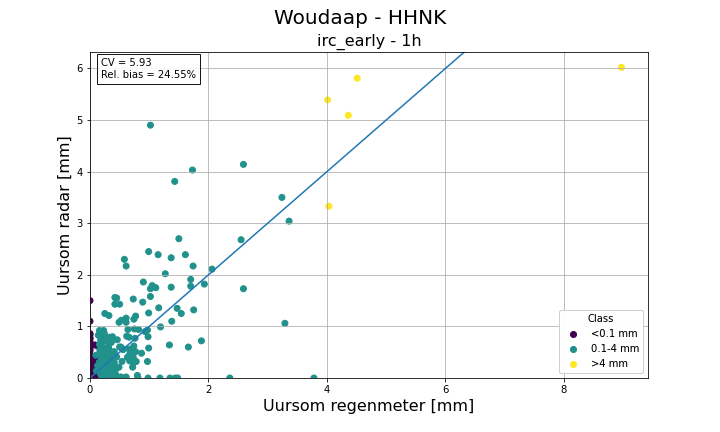 Woudaap - HHNK
irc_early - 1h
CV = 5.93
Rel. bias = 24.55%
Uursom radar [mm]
6
5
4
3
2
1
0
0
2
4
6
8
Class
<0.1 mm
0.1-4 mm
>4 mm
Uursom regenmeter [mm]